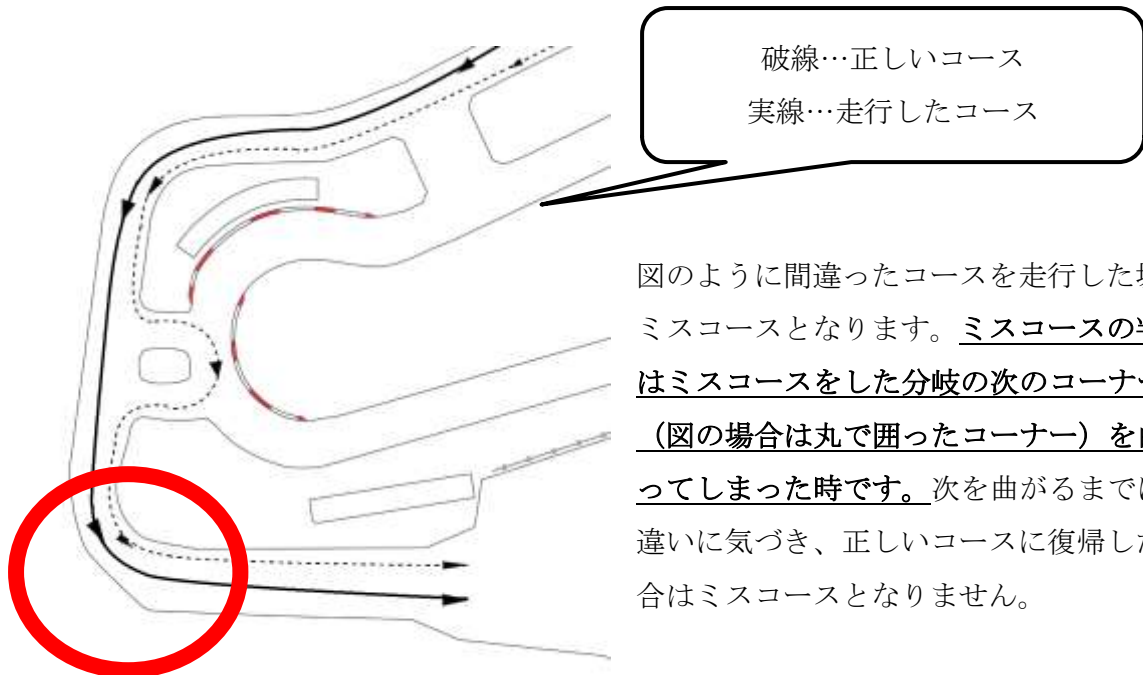 破線…正しいコース
実線…走行したコース
図のように間違ったコースを走行した
ミスコースとなります。ミスコースの
はミスコースをした分岐の次のコーナ
（図の場合は丸で囲ったコーナー）を
ってしまった時です。次を曲がるまで
違いに気づき、正しいコースに復帰し
合はミスコースとなりません。